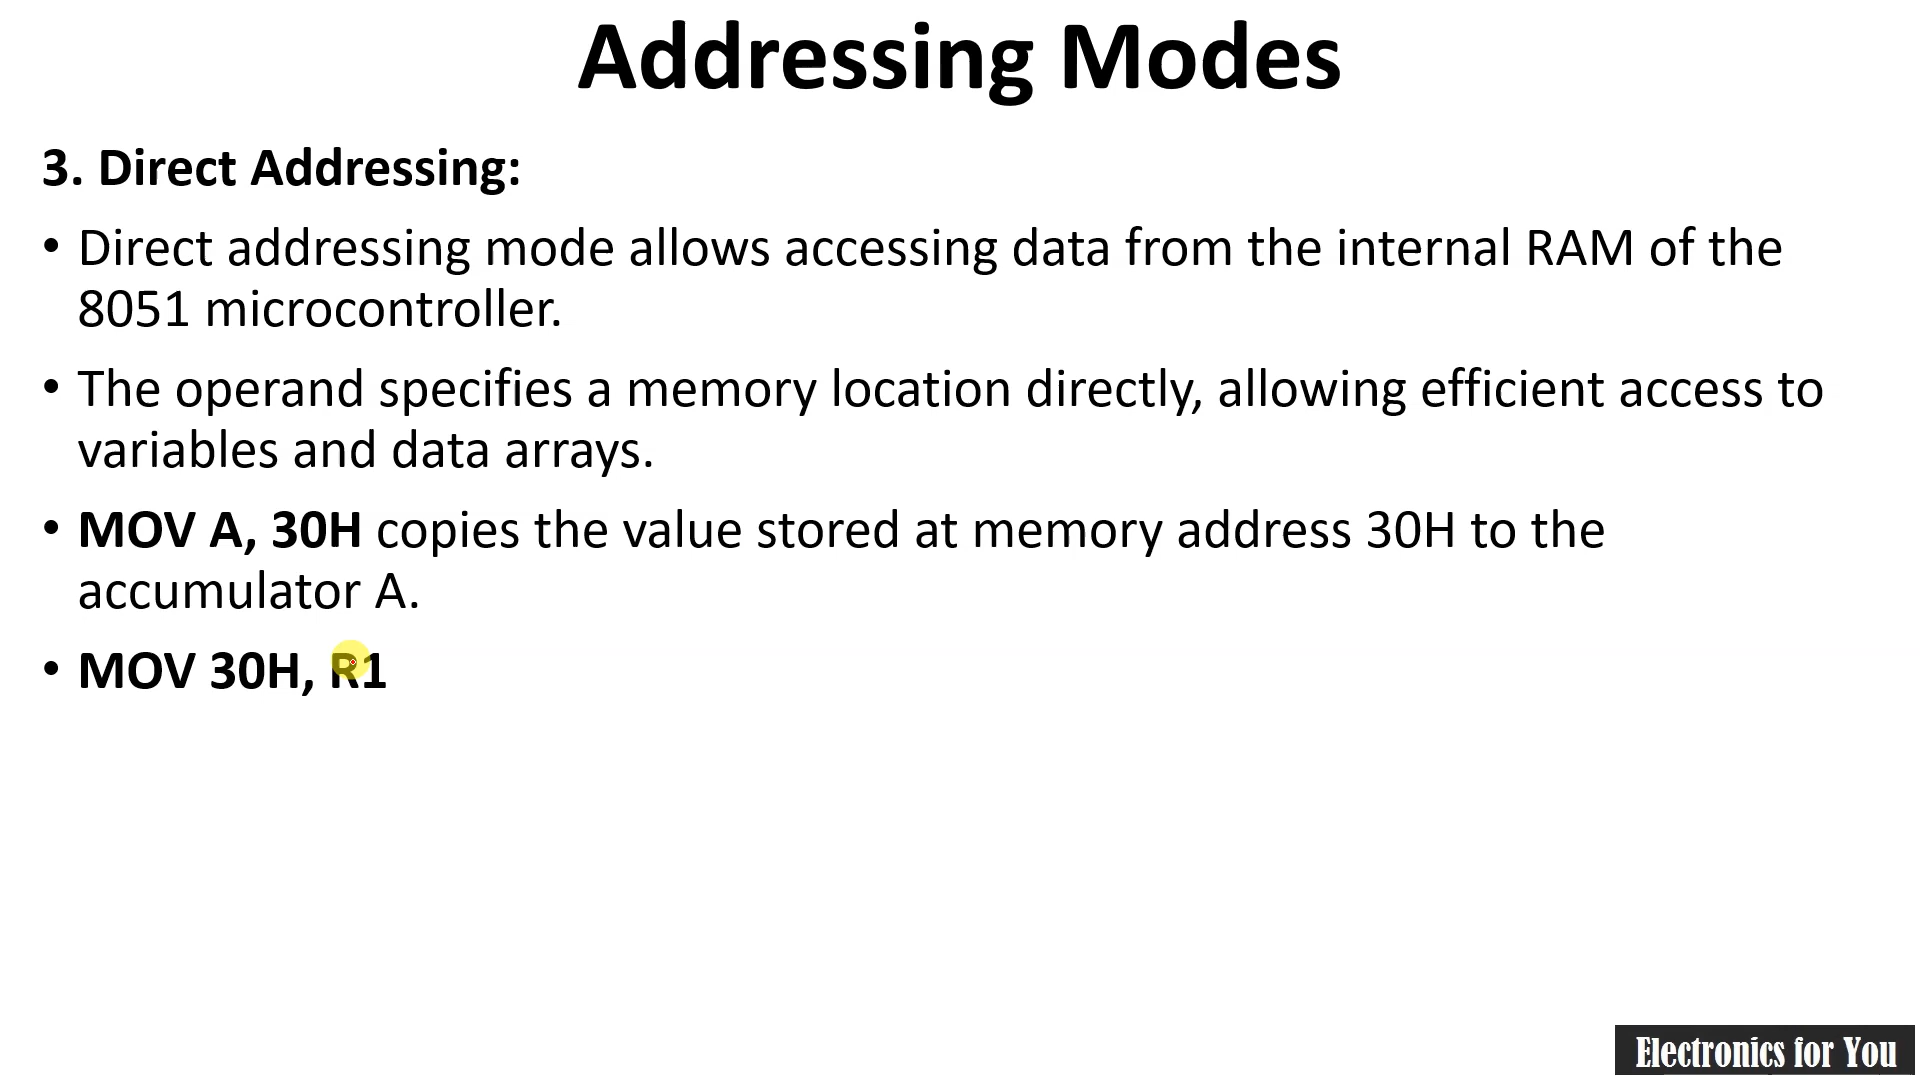 Addressing Modes
3. Direct Addressing:
• Direct addressing mode allows accessing data from the internal RAM of the
8051 microcontroller.
• The operand specifies a memory location directly, allowing efficient access to
variables and data arrays.
• MOV A, 30H copies the value stored at memory address 30H to the
accumulator A.
• MOV 30H, R1
Electronics for You